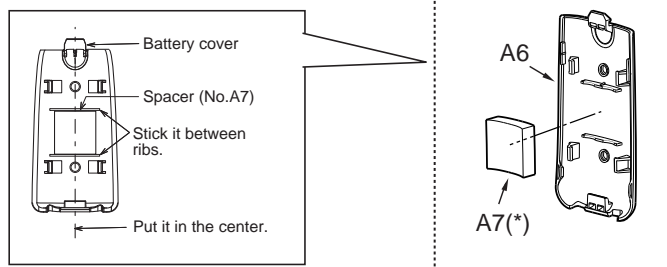 Battery cover
Spacer (No.A7)
Stick it between
ribs.
Put it in the center.
A6
A7(*)